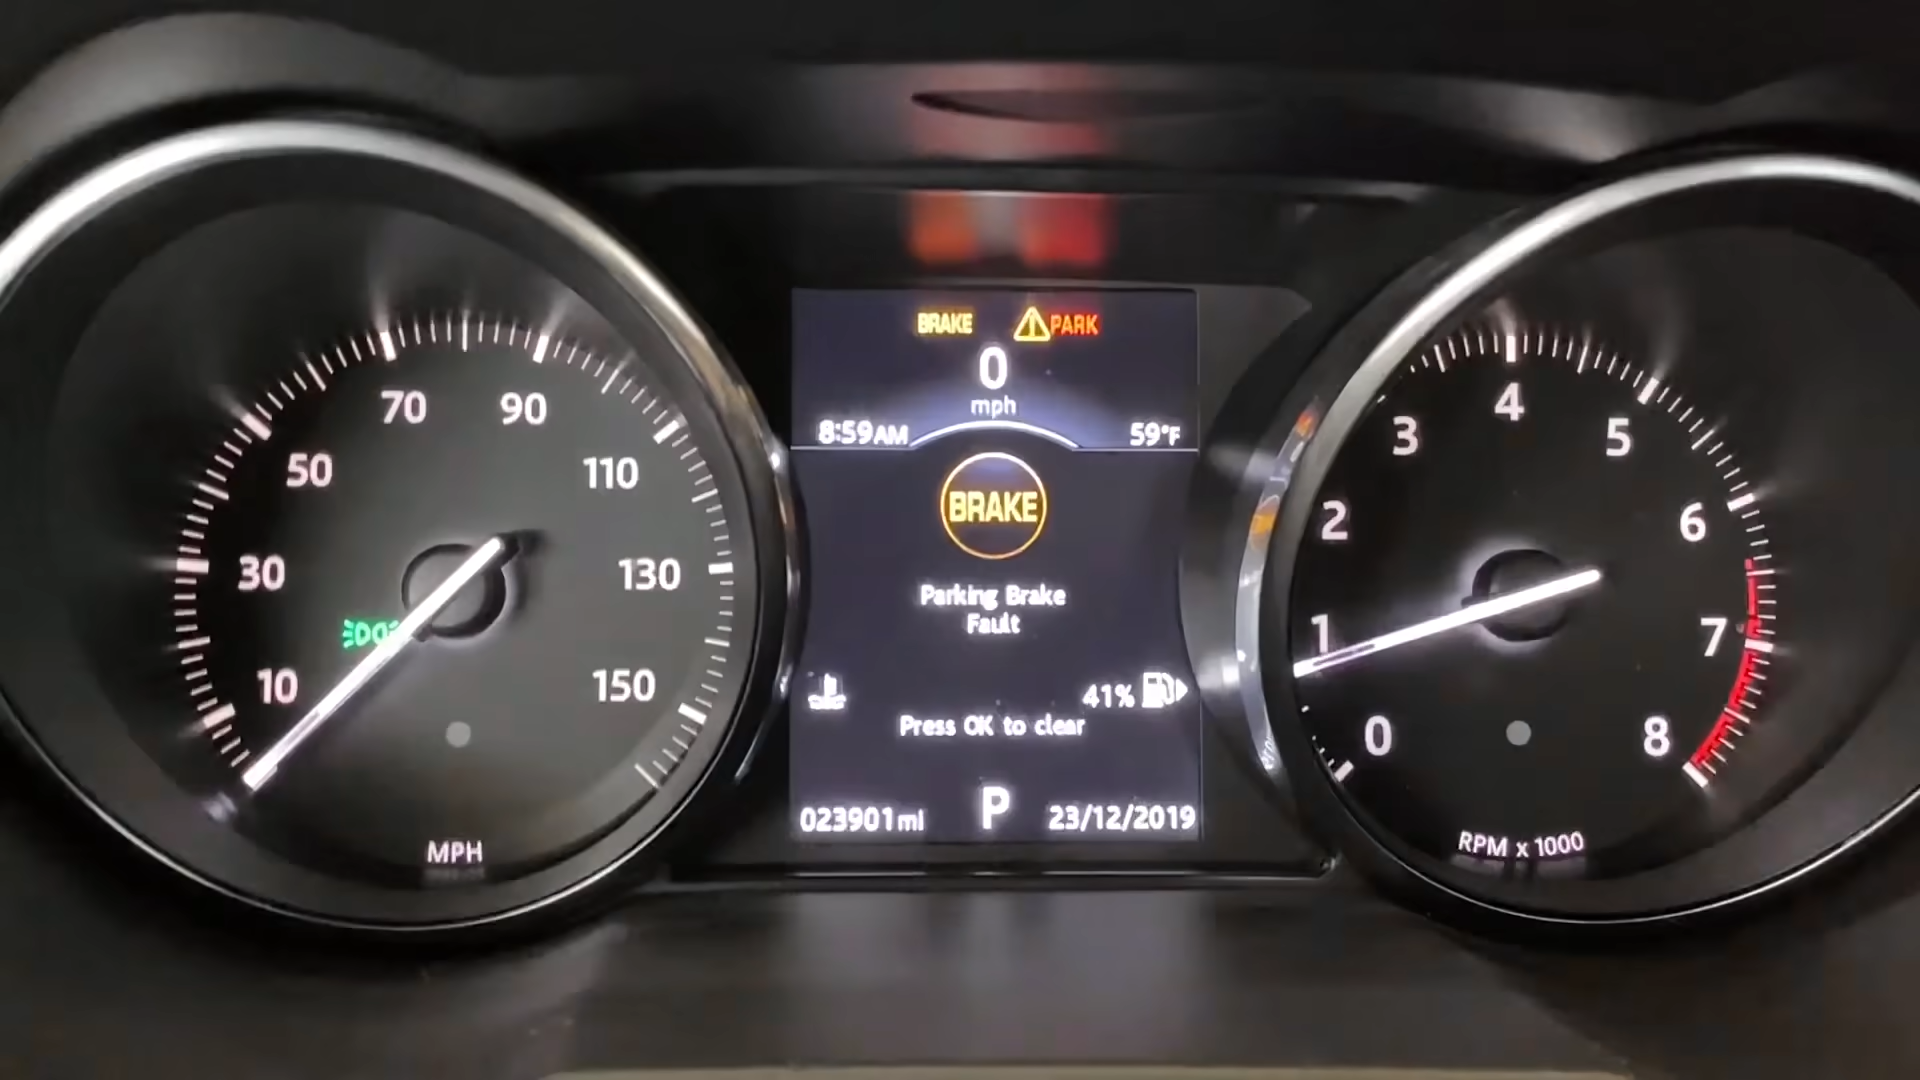 BRAKE PARK
0
mph
8:59AM 59°F
BRAKE
Parking Brake
Fault
41%
Press OK to clear
023901mi P 23/12/2019
10
30
50
70
90
110
130
150
MPH
0
1
2
3
4
5
6
7
8
RPM x 1000